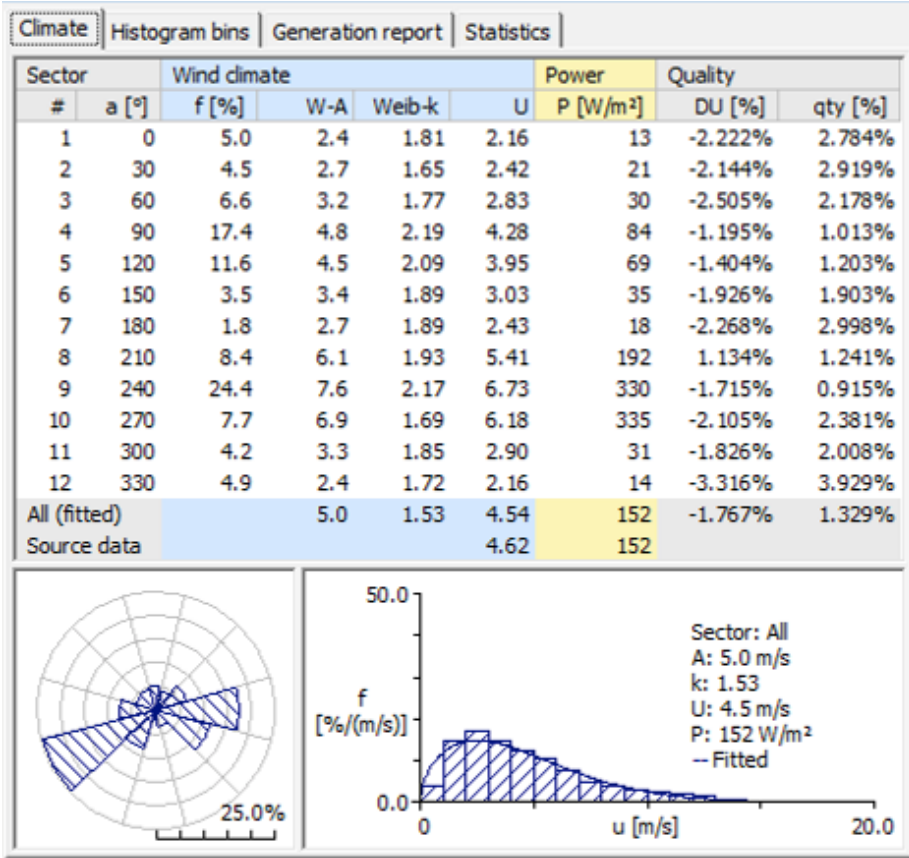 Climate Histogram bins Generation report Statistics
Sector Wind climate Power Quality
# a [°] f [%] W-A Weib-k U P [W/m²] DU [%] qty [%]
1 0 5.0 2.4 1.81 2.16 13 -2.222% 2.784%
2 30 4.5 2.7 1.65 2.42 21 -2.144% 2.919%
3 60 6.6 3.2 1.77 2.83 30 -2.505% 2.178%
4 90 17.4 4.8 2.19 4.28 84 -1.195% 1.013%
5 120 11.6 4.5 2.09 3.95 69 -1.404% 1.203%
6 150 3.5 3.4 1.89 3.03 35 -1.926% 1.903%
7 180 1.8 2.7 1.89 2.43 18 -2.268% 2.998%
8 210 8.4 6.1 1.93 5.41 192 1.134% 1.241%
9 240 24.4 7.6 2.17 6.73 330 -1.715% 0.915%
10 270 7.7 6.9 1.69 6.18 335 -2.105% 2.381%
11 300 4.2 3.3 1.85 2.90 31 -1.826% 2.008%
12 330 4.9 2.4 1.72 2.16 14 -3.316% 3.929%
All (fitted) 5.0 1.53 4.54 152 -1.767% 1.329%
Source data 4.62 152
25.0%
50.0
f
[%/(m/s)]
0.0
0 u [m/s] 20.0
Sector: All
A: 5.0 m/s
k: 1.53
U: 4.5 m/s
P: 152 W/m²
-- Fitted